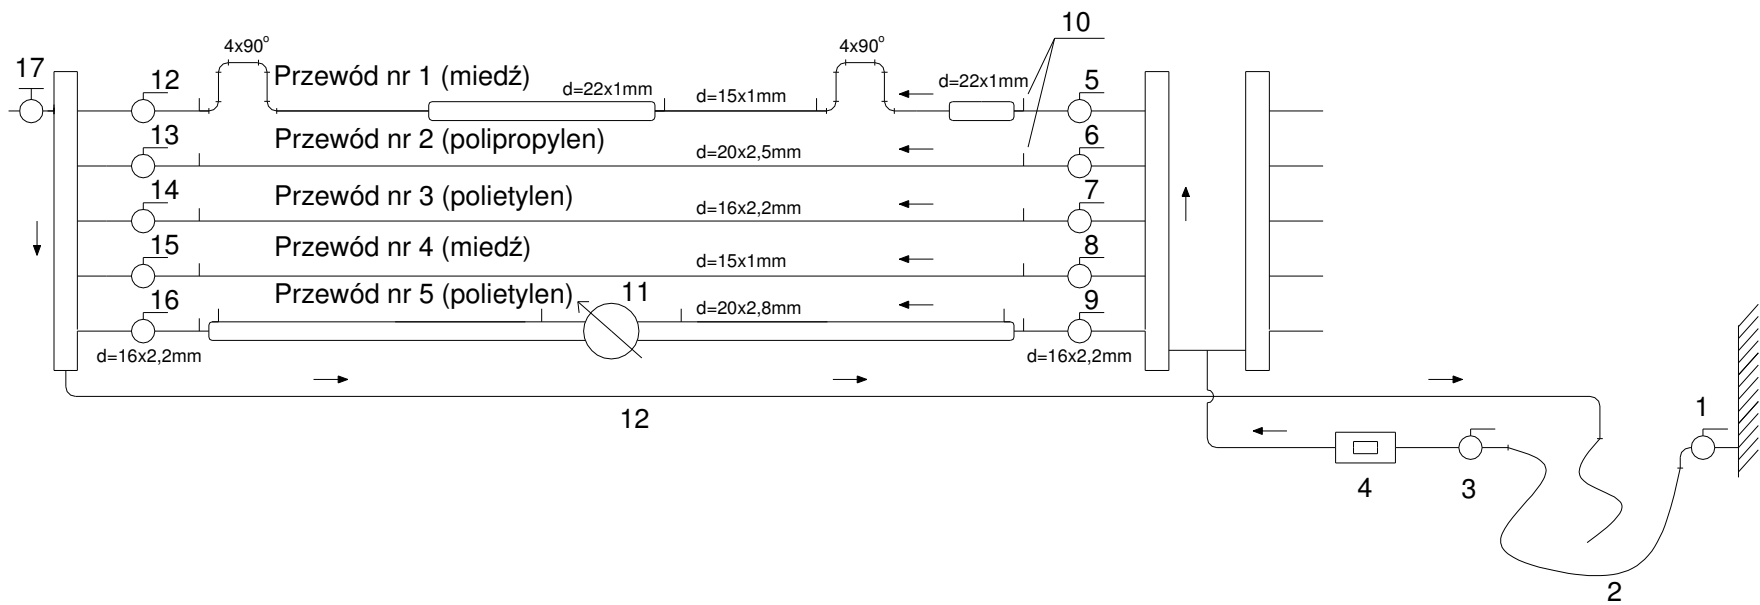 10
4x90°
4x90°
17
12
Przewód nr 1 (miedź)
d=22x1mm
d=15x1mm
d=22x1mm
5
13
Przewód nr 2 (polipropylen)
d=20x2,5mm
6
14
Przewód nr 3 (polietylen)
d=16x2,2mm
7
15
Przewód nr 4 (miedź)
d=15x1mm
8
16
Przewód nr 5 (polietylen)
11
d=20x2,8mm
9
d=16x2,2mm
d=16x2,2mm
12
1
4
3
2